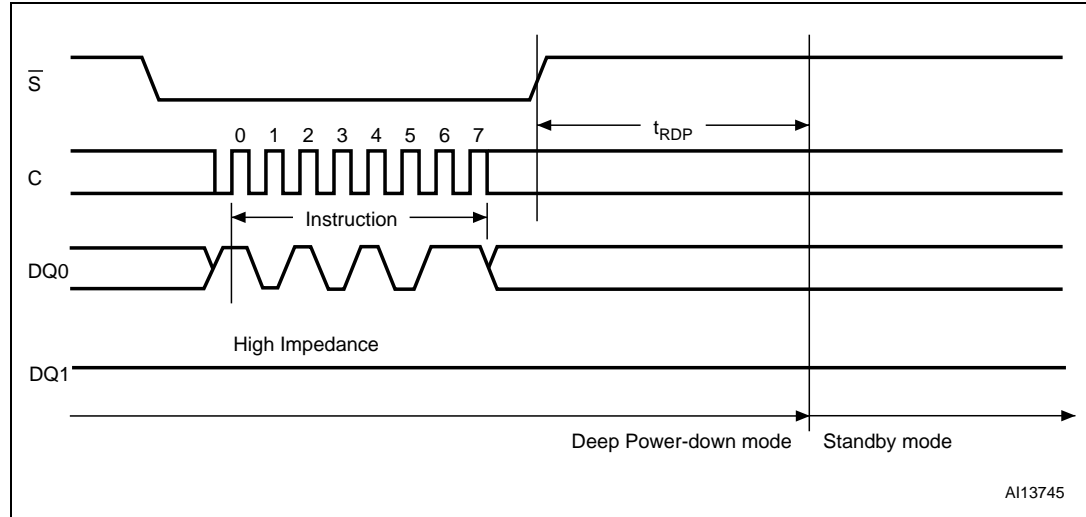 S̅
t_RDP
0 1 2 3 4 5 6 7
C
Instruction
DQ0
High Impedance
DQ1
Deep Power-down mode Standby mode
AI13745